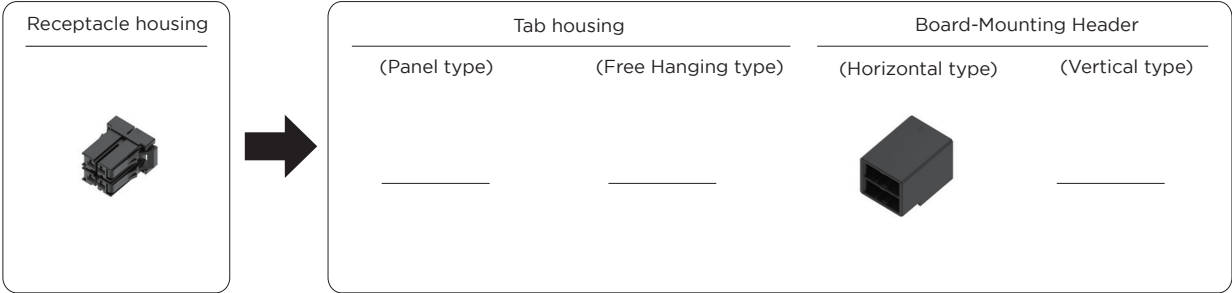 Receptacle housing
Tab housing
Board-Mounting Header
(Panel type)
(Free Hanging type)
(Horizontal type)
(Vertical type)